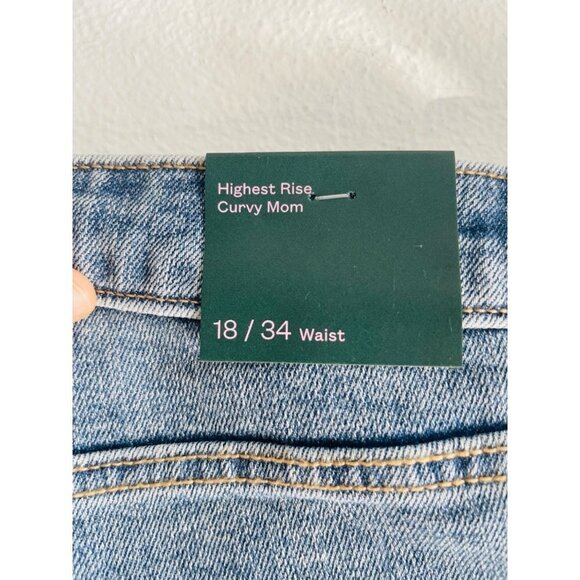 Highest Rise
Curvy Mom
18 / 34 Waist